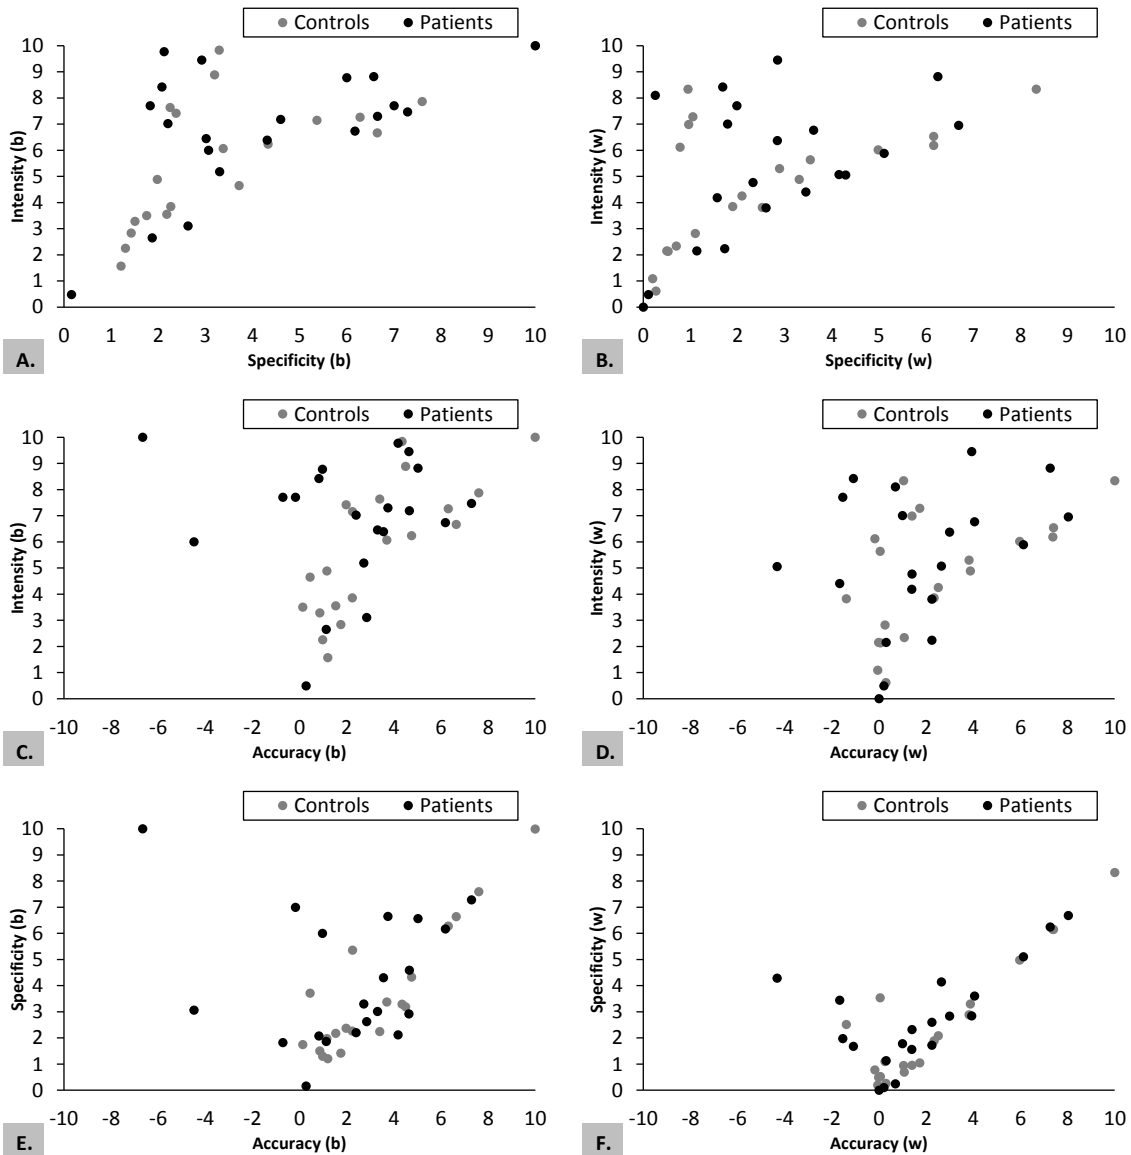 Controls Patients
Intensity (b)
10
9
8
7
6
5
4
3
2
1
0
0 1 2 3 4 5 6 7 8 9 10
Specificity (b)
A.
Controls Patients
Intensity (w)
10
9
8
7
6
5
4
3
2
1
0
0 1 2 3 4 5 6 7 8 9 10
Specificity (w)
B.
Controls Patients
Intensity (b)
10
9
8
7
6
5
4
3
2
1
0
-10 -8 -6 -4 -2 0 2 4 6 8 10
Accuracy (b)
C.
Controls Patients
Intensity (w)
10
9
8
7
6
5
4
3
2
1
0
-10 -8 -6 -4 -2 0 2 4 6 8 10
Accuracy (w)
D.
Controls Patients
Specificity (b)
10
9
8
7
6
5
4
3
2
1
0
-10 -8 -6 -4 -2 0 2 4 6 8 10
Accuracy (b)
E.
Controls Patients
Specificity (w)
10
9
8
7
6
5
4
3
2
1
0
-10 -8 -6 -4 -2 0 2 4 6 8 10
Accuracy (w)
F.